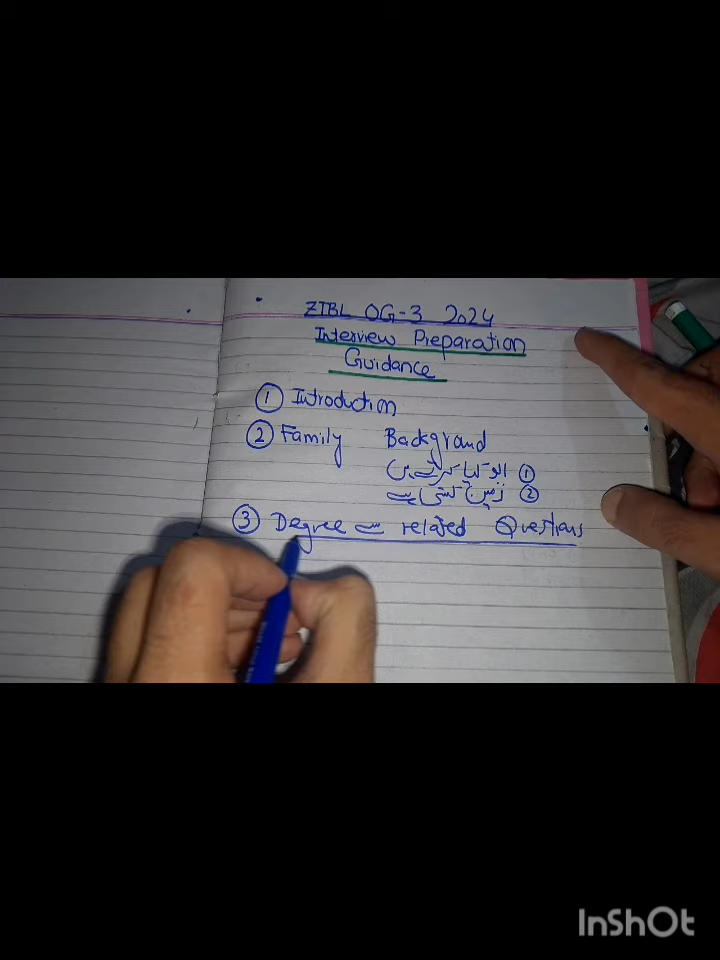 ZTBL OG-3 2024
Interview Preparation
Guidance
① Introduction
② Family Backgrand
① ابو کیا کرتے ہیں
② زمین کتنی ہے
③ Degree سے related Questions
InShOt